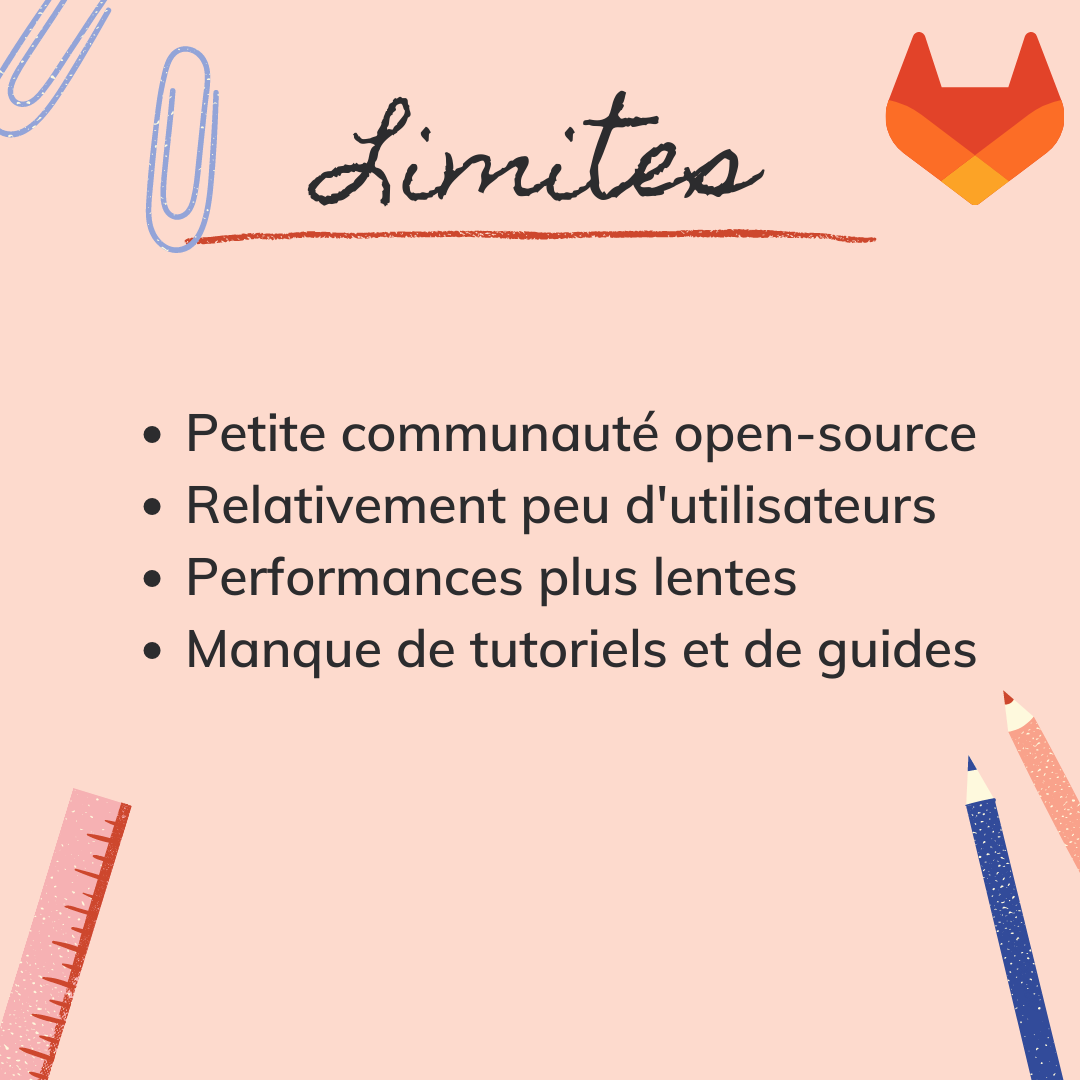 Limites
• Petite communauté open-source
• Relativement peu d'utilisateurs
• Performances plus lentes
• Manque de tutoriels et de guides